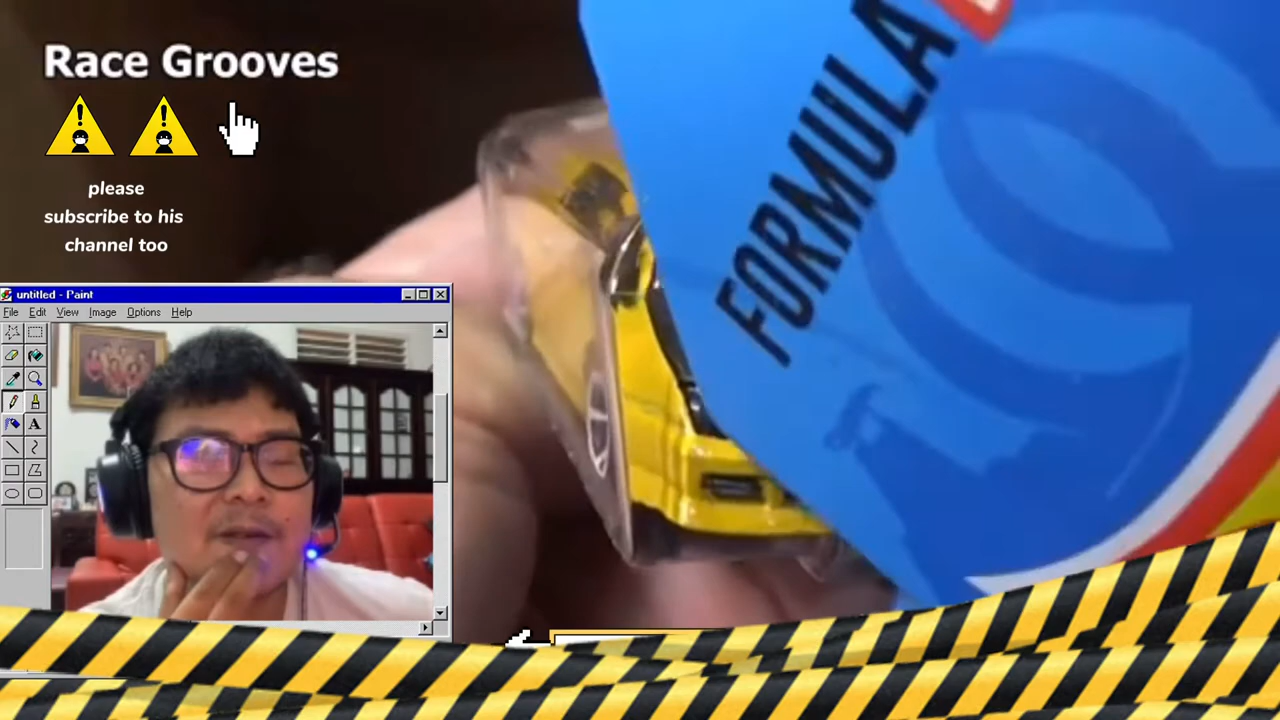 Race Grooves
please
subscribe to his
channel too
FORMULA
untitled - Paint
File Edit View Image Options Help
A